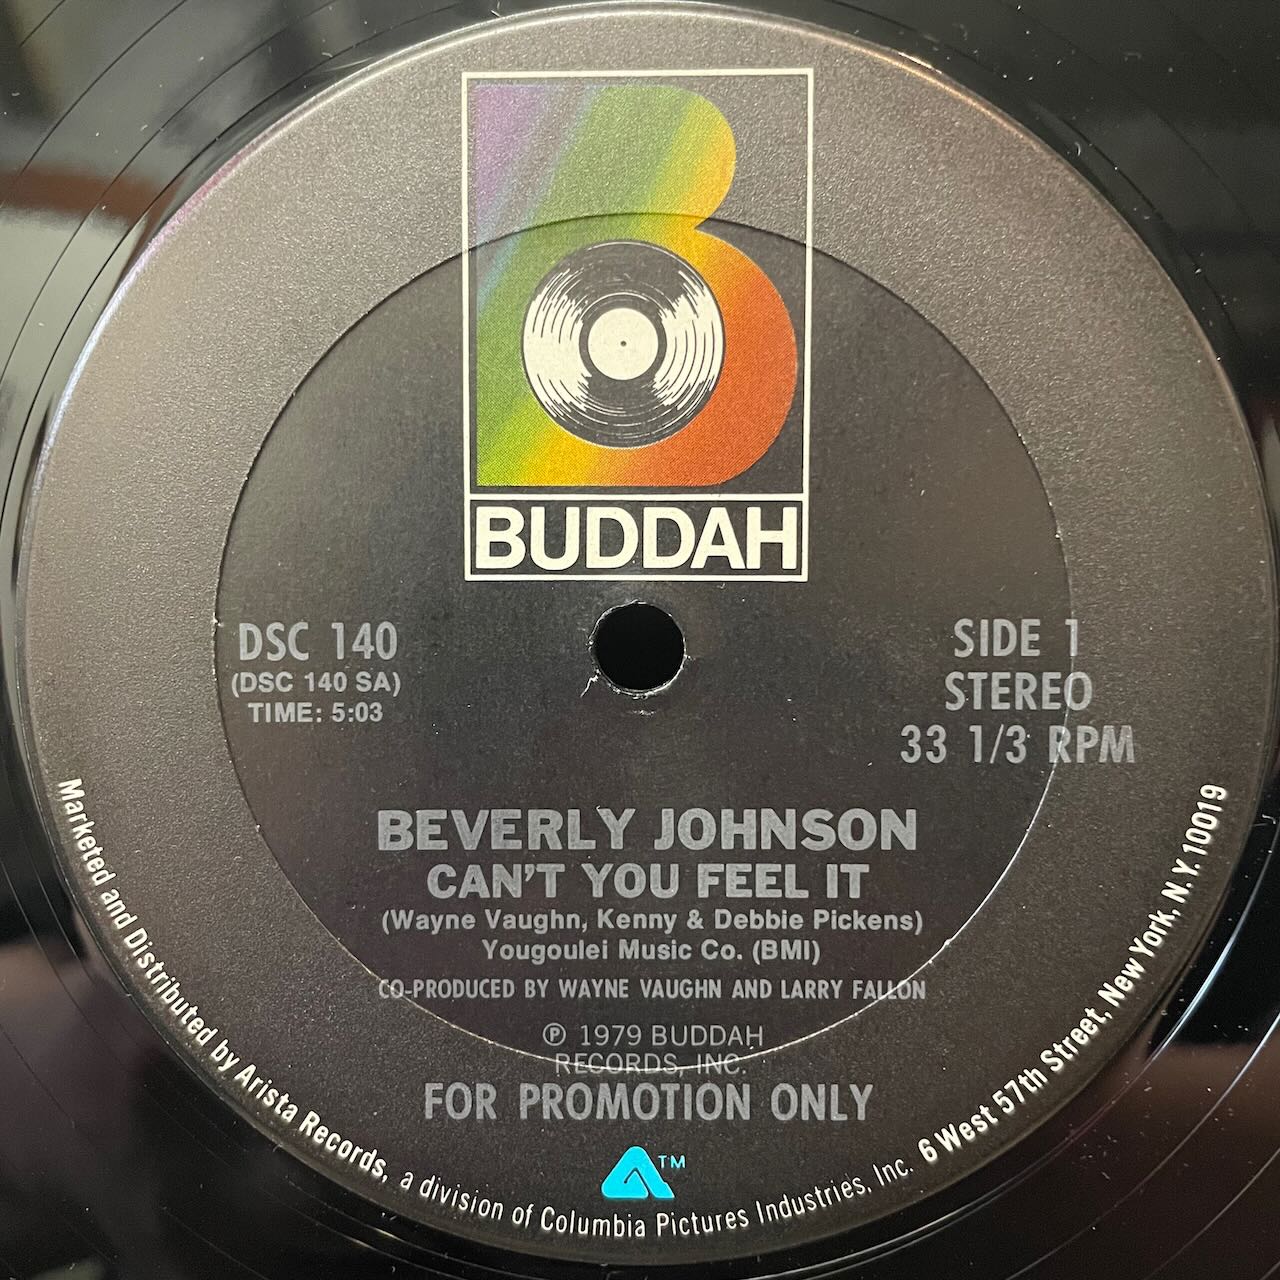 BUDDAH
DSC 140
(DSC 140 SA)
TIME: 5:03
SIDE 1
STEREO
33 1/3 RPM
BEVERLY JOHNSON
CAN'T YOU FEEL IT
(Wayne Vaughn, Kenny & Debbie Pickens)
Yougoulei Music Co. (BMI)
CO-PRODUCED BY WAYNE VAUGHN AND LARRY FALLON
℗ 1979 BUDDAH
RECORDS, INC.
FOR PROMOTION ONLY
TM
Marketed and Distributed by Arista Records, a division of Columbia Pictures Industries, Inc. 6 West 57th Street, New York, N.Y. 10019